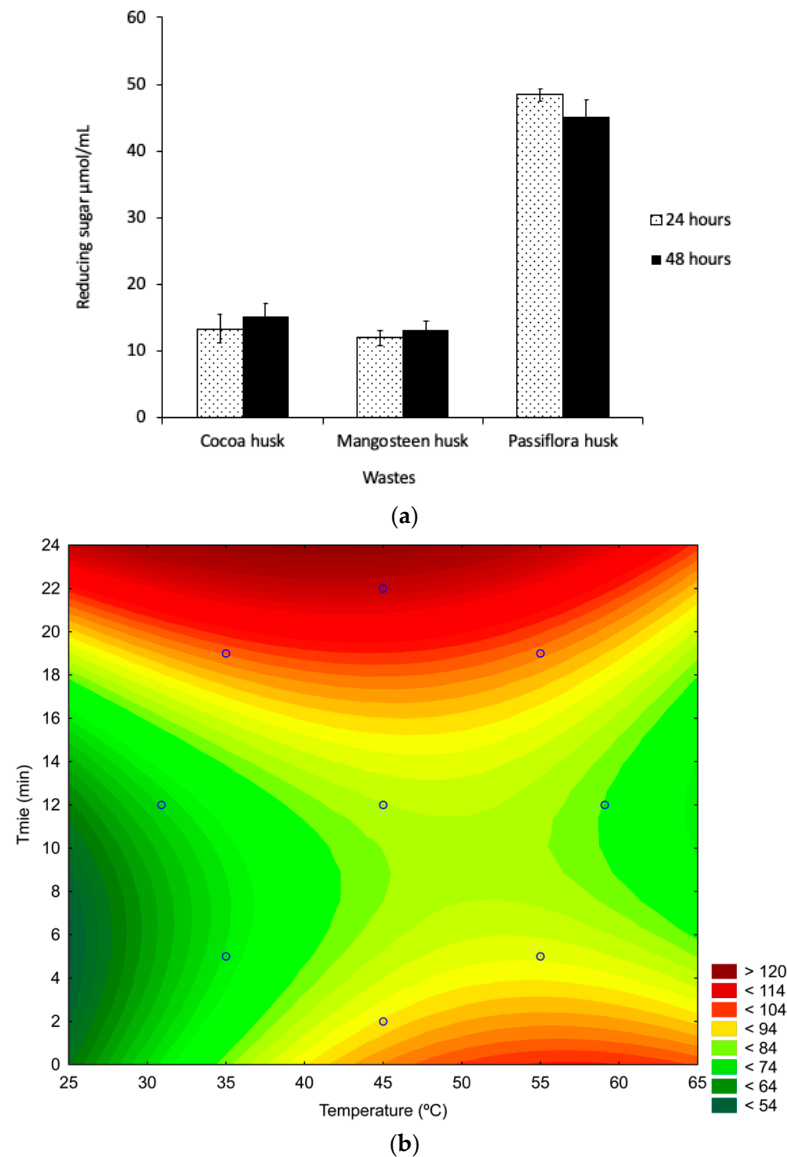 60
50
40
30
20
10
0
Reducing sugar µmol/mL
24 hours
48 hours
Cocoa husk Mangosteen husk Passiflora husk
Wastes
(a)
24
22
20
18
16
14
12
10
8
6
4
2
0
Tmie (min)
25 30 35 40 45 50 55 60 65
Temperature (ºC)
> 120
< 114
< 104
< 94
< 84
< 74
< 64
< 54
(b)